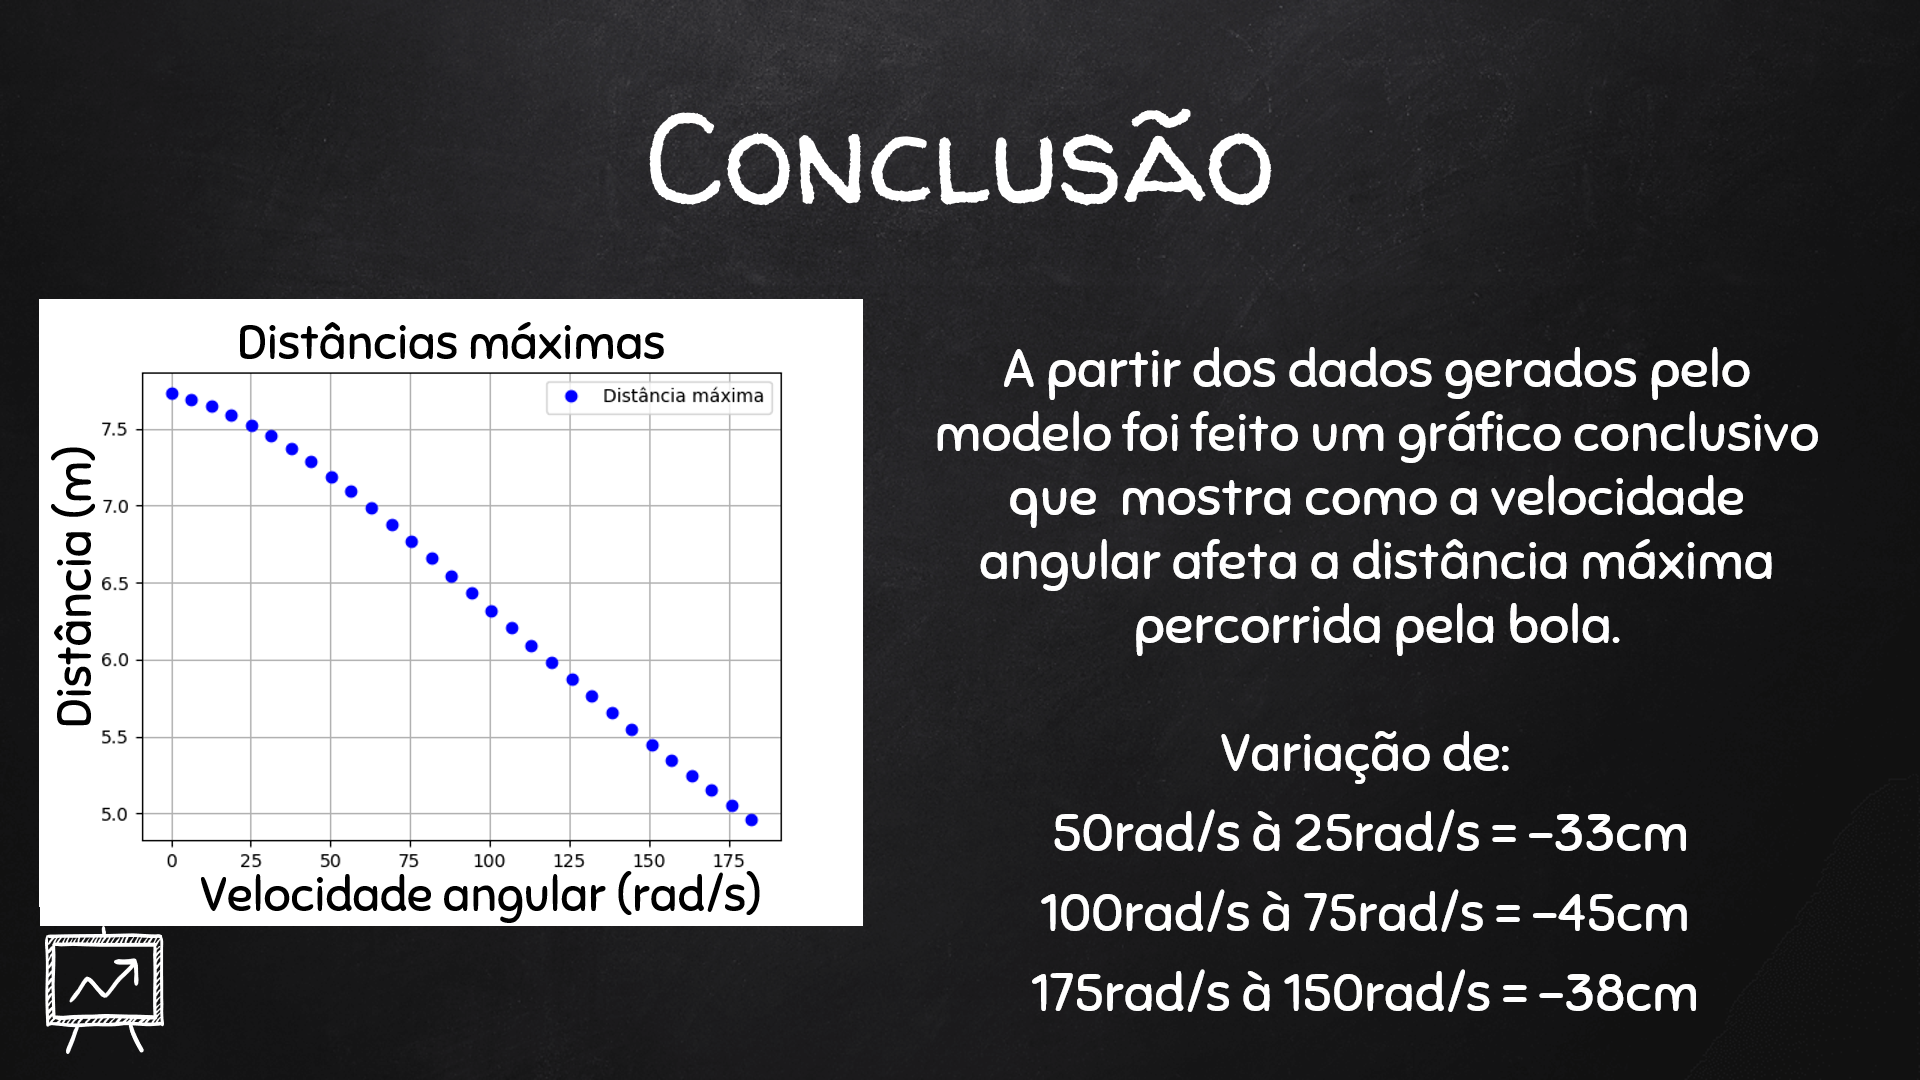 CONCLUSÃO
Distâncias máximas
Distância máxima
7.5
7.0
6.5
6.0
5.5
5.0
Distância (m)
0 25 50 75 100 125 150 175
Velocidade angular (rad/s)
A partir dos dados gerados pelo
modelo foi feito um gráfico conclusivo
que mostra como a velocidade
angular afeta a distância máxima
percorrida pela bola.
Variação de:
50rad/s à 25rad/s = -33cm
100rad/s à 75rad/s = -45cm
175rad/s à 150rad/s = -38cm